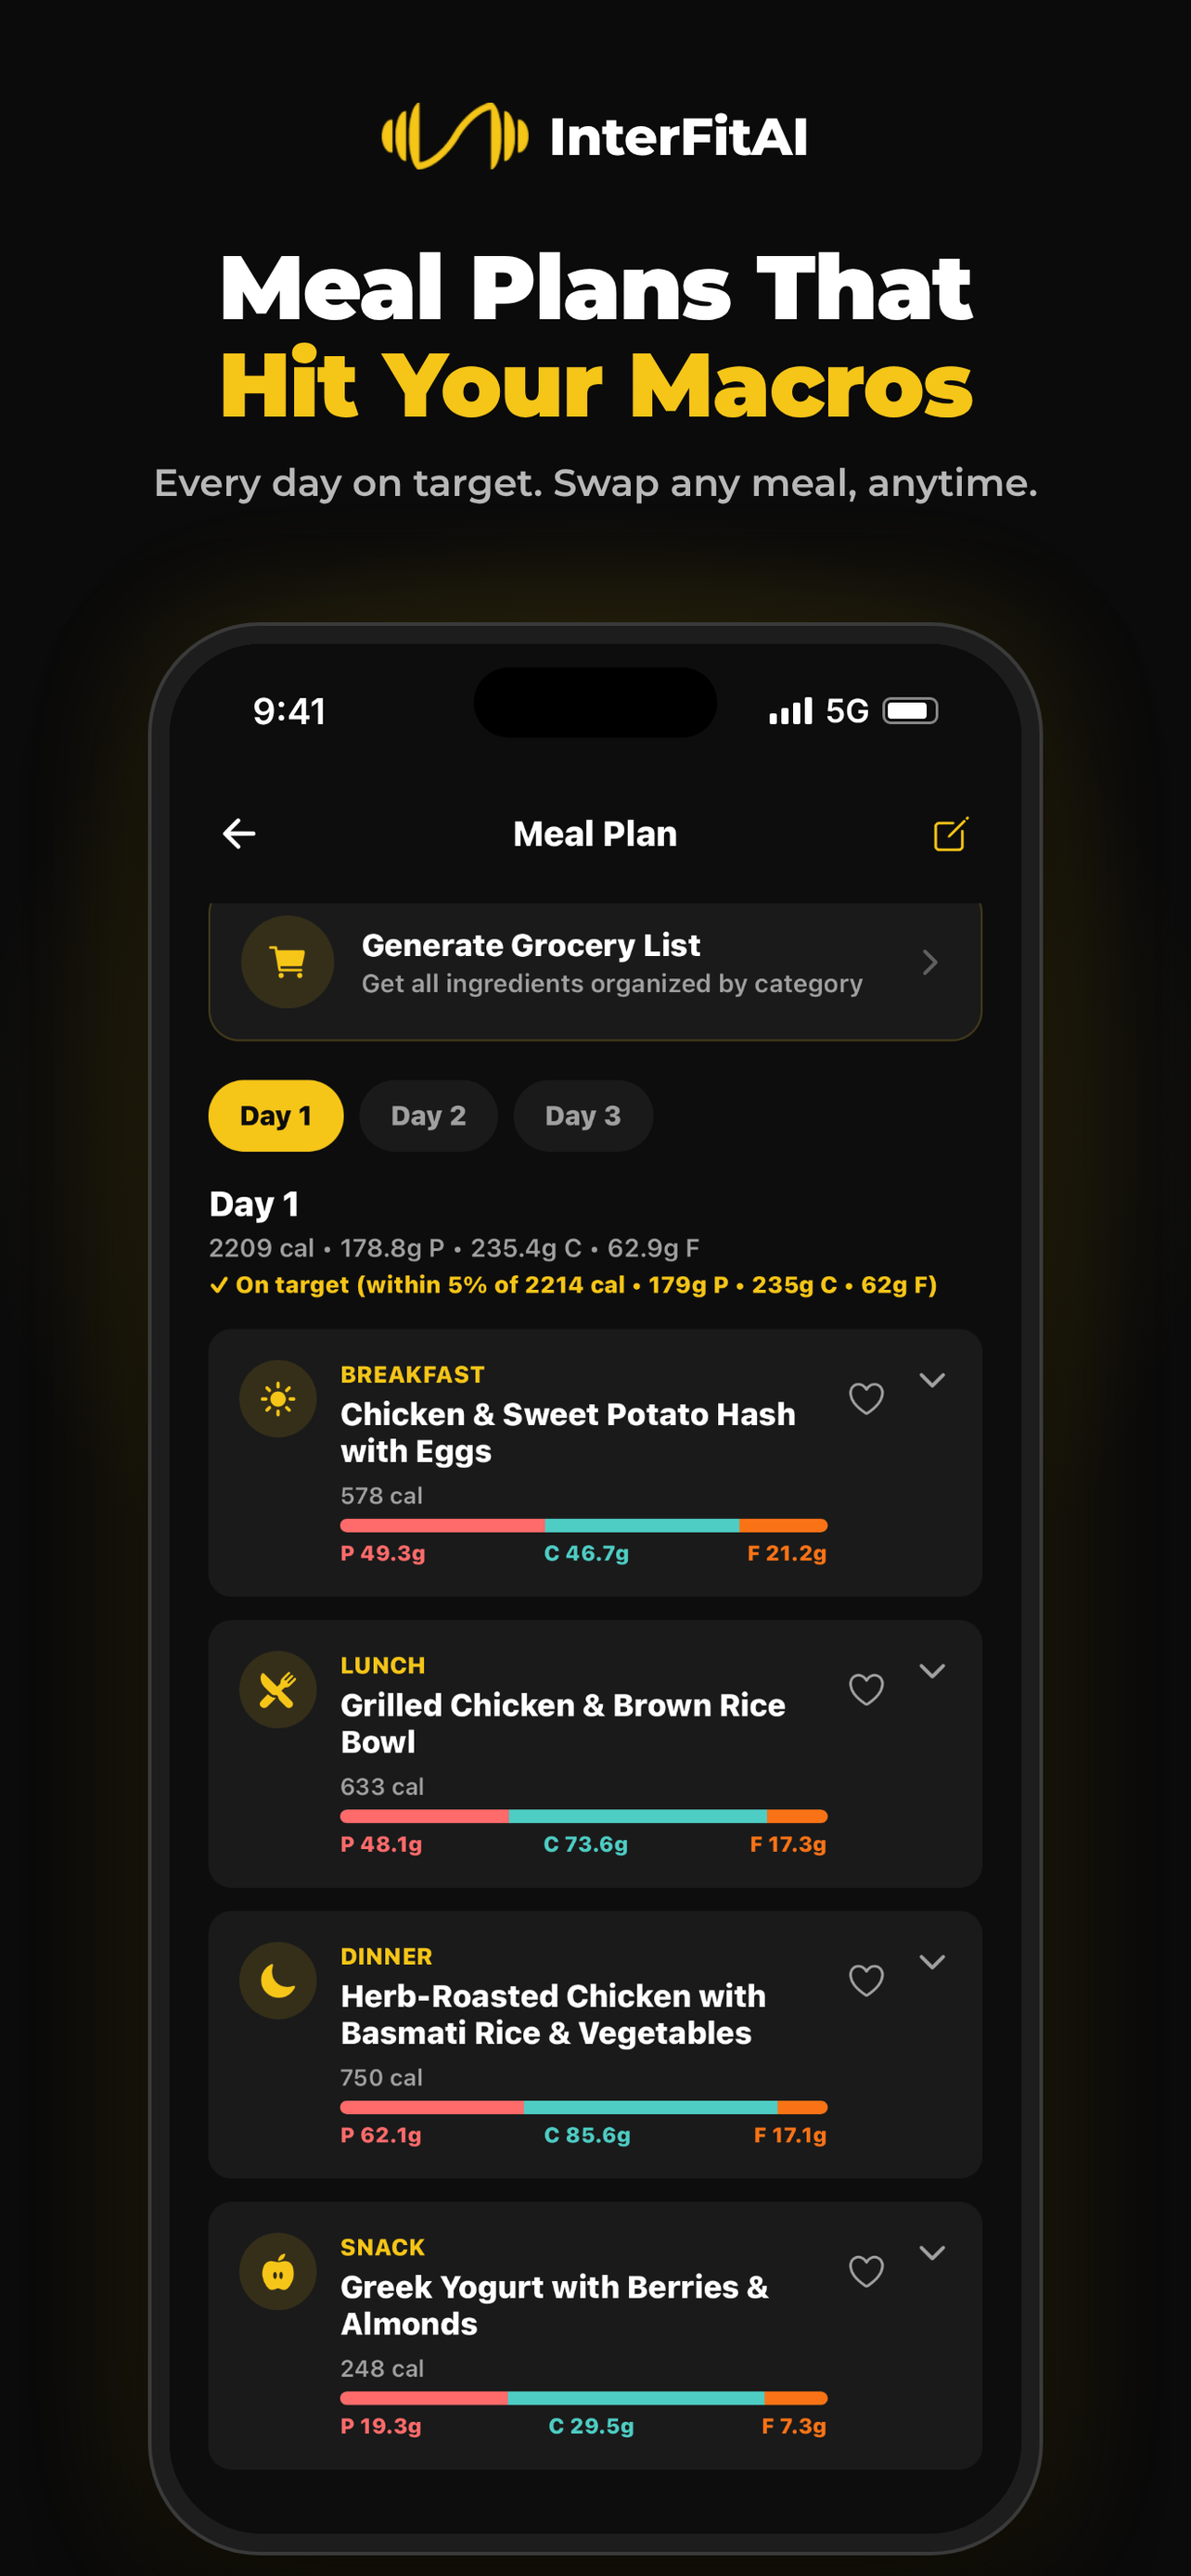 InterFitAI
Meal Plans That
Hit Your Macros
Every day on target. Swap any meal, anytime.
9:41
5G
Meal Plan
Generate Grocery List
Get all ingredients organized by category
Day 1 Day 2 Day 3
Day 1
2209 cal • 178.8g P • 235.4g C • 62.9g F
✓ On target (within 5% of 2214 cal • 179g P • 235g C • 62g F)
BREAKFAST
Chicken & Sweet Potato Hash
with Eggs
578 cal
P 49.3g C 46.7g F 21.2g
LUNCH
Grilled Chicken & Brown Rice
Bowl
633 cal
P 48.1g C 73.6g F 17.3g
DINNER
Herb-Roasted Chicken with
Basmati Rice & Vegetables
750 cal
P 62.1g C 85.6g F 17.1g
SNACK
Greek Yogurt with Berries &
Almonds
248 cal
P 19.3g C 29.5g F 7.3g